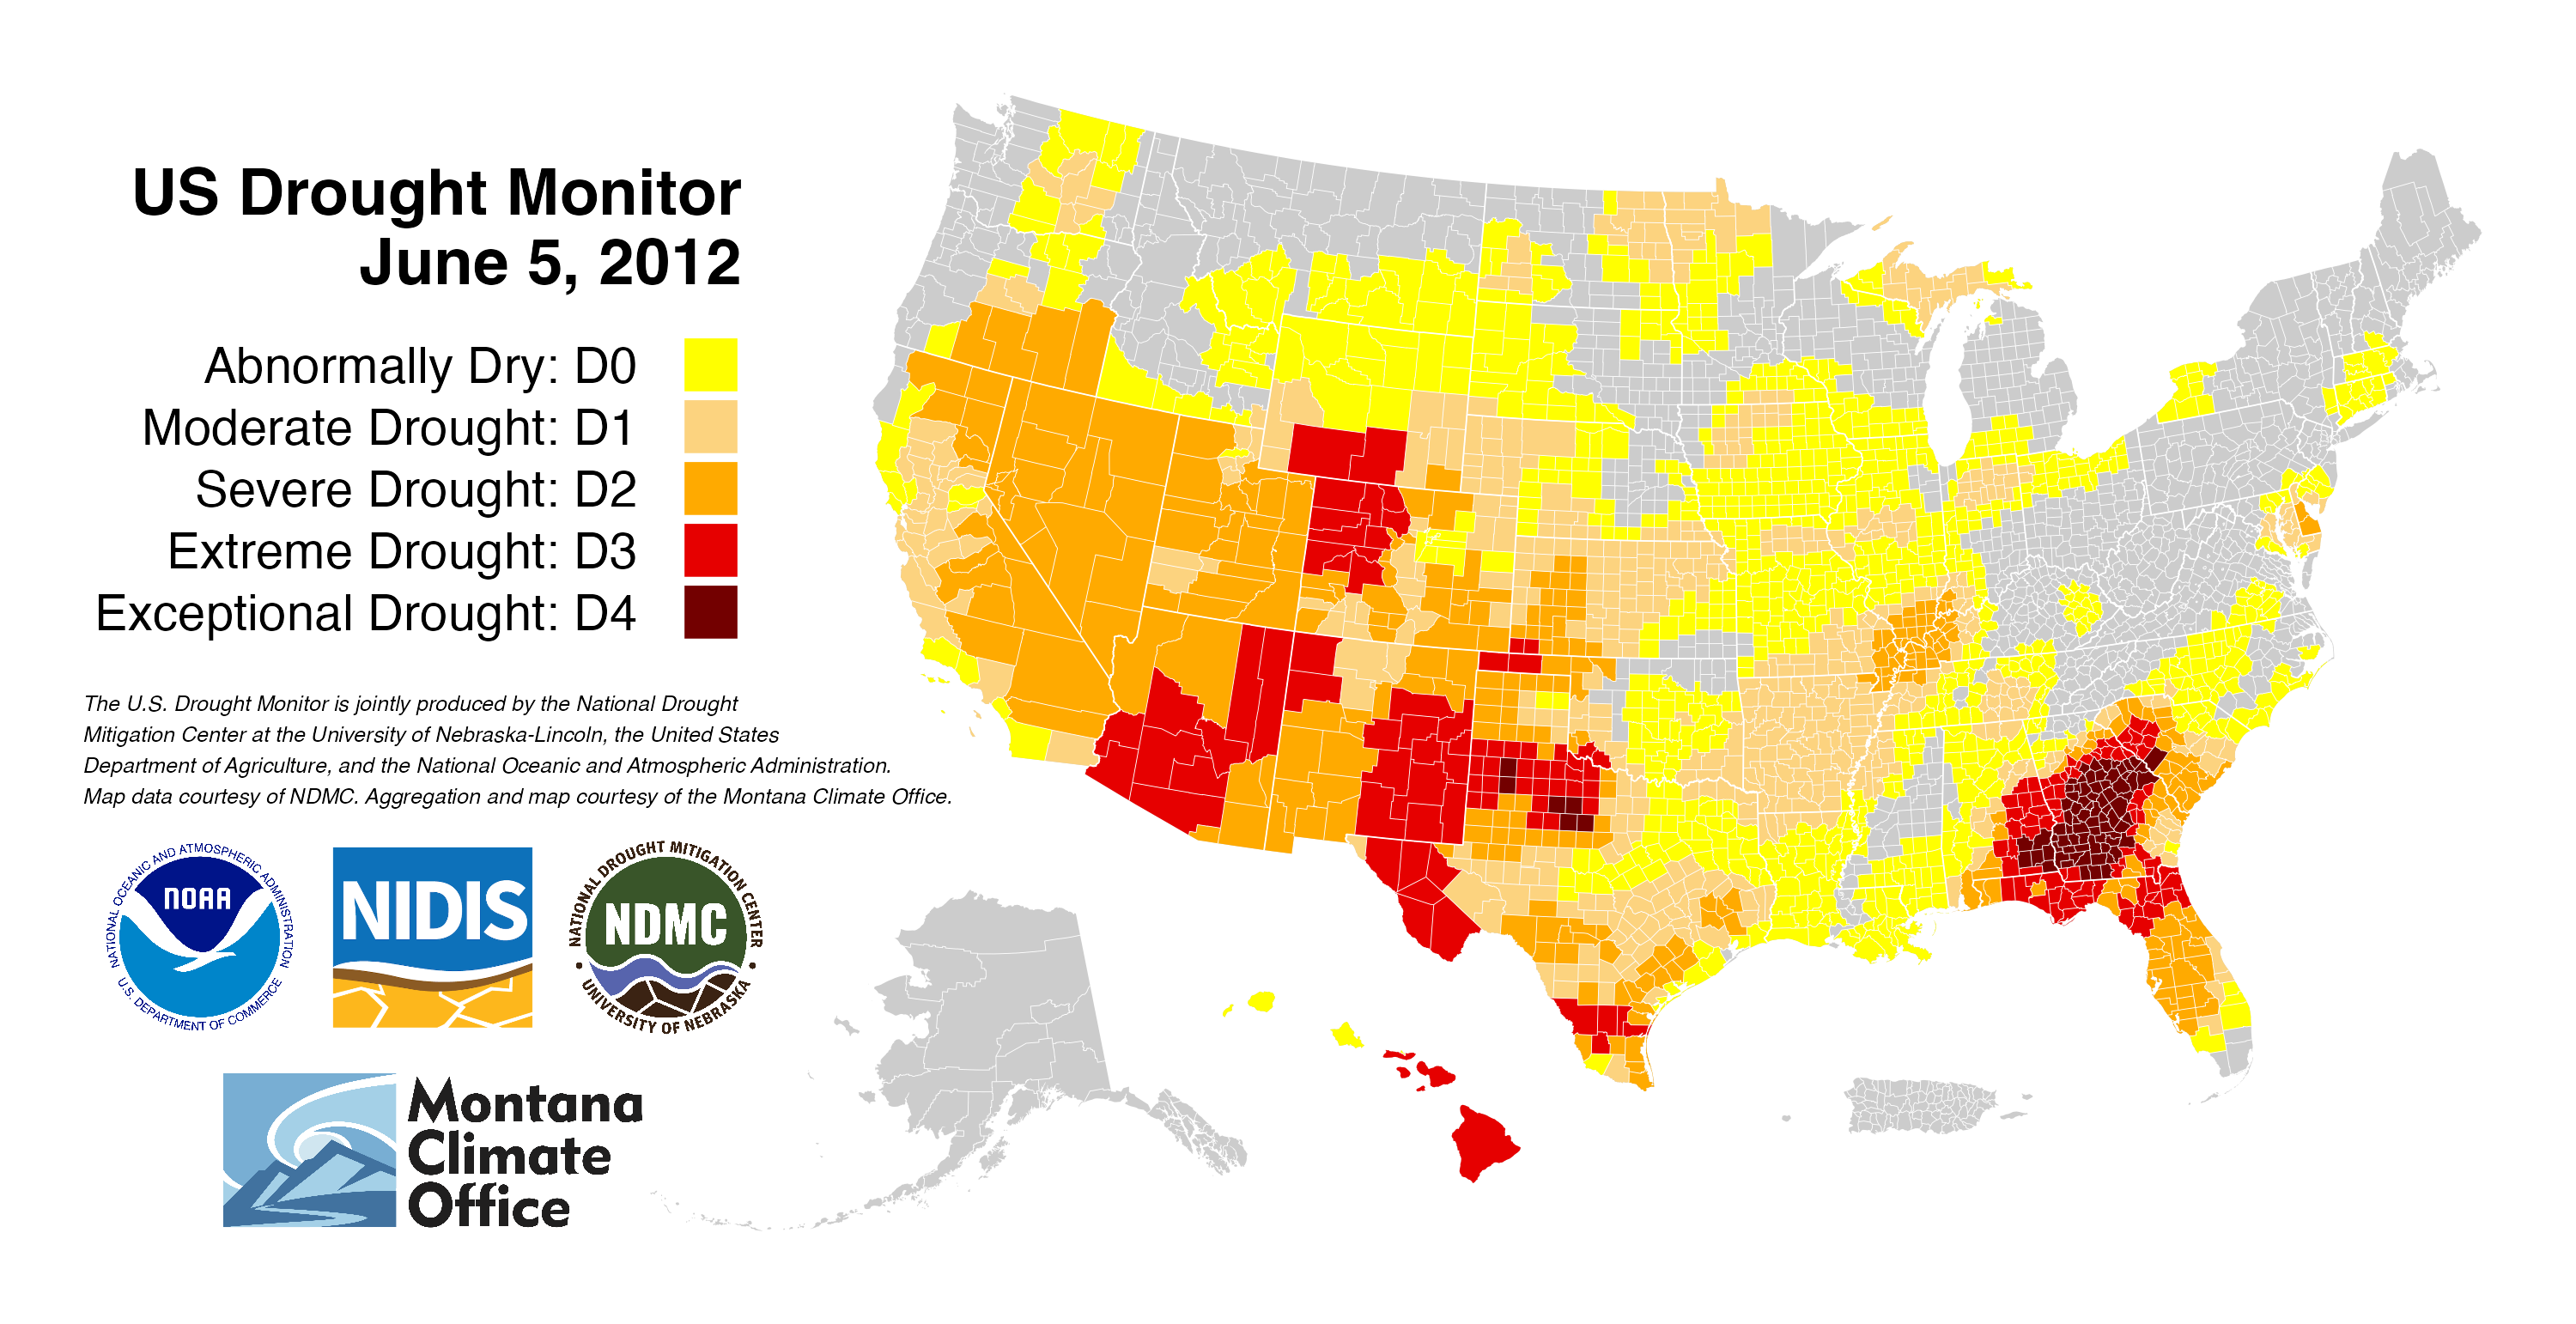 US Drought Monitor
June 5, 2012
Abnormally Dry: D0
Moderate Drought: D1
Severe Drought: D2
Extreme Drought: D3
Exceptional Drought: D4
The U.S. Drought Monitor is jointly produced by the National Drought
Mitigation Center at the University of Nebraska-Lincoln, the United States
Department of Agriculture, and the National Oceanic and Atmospheric Administration.
Map data courtesy of NDMC. Aggregation and map courtesy of the Montana Climate Office.
NATIONAL OCEANIC AND ATMOSPHERIC ADMINISTRATION
NOAA
U.S. DEPARTMENT OF COMMERCE
NIDIS
NATIONAL DROUGHT MITIGATION CENTER
NDMC
UNIVERSITY OF NEBRASKA
Montana
Climate
Office